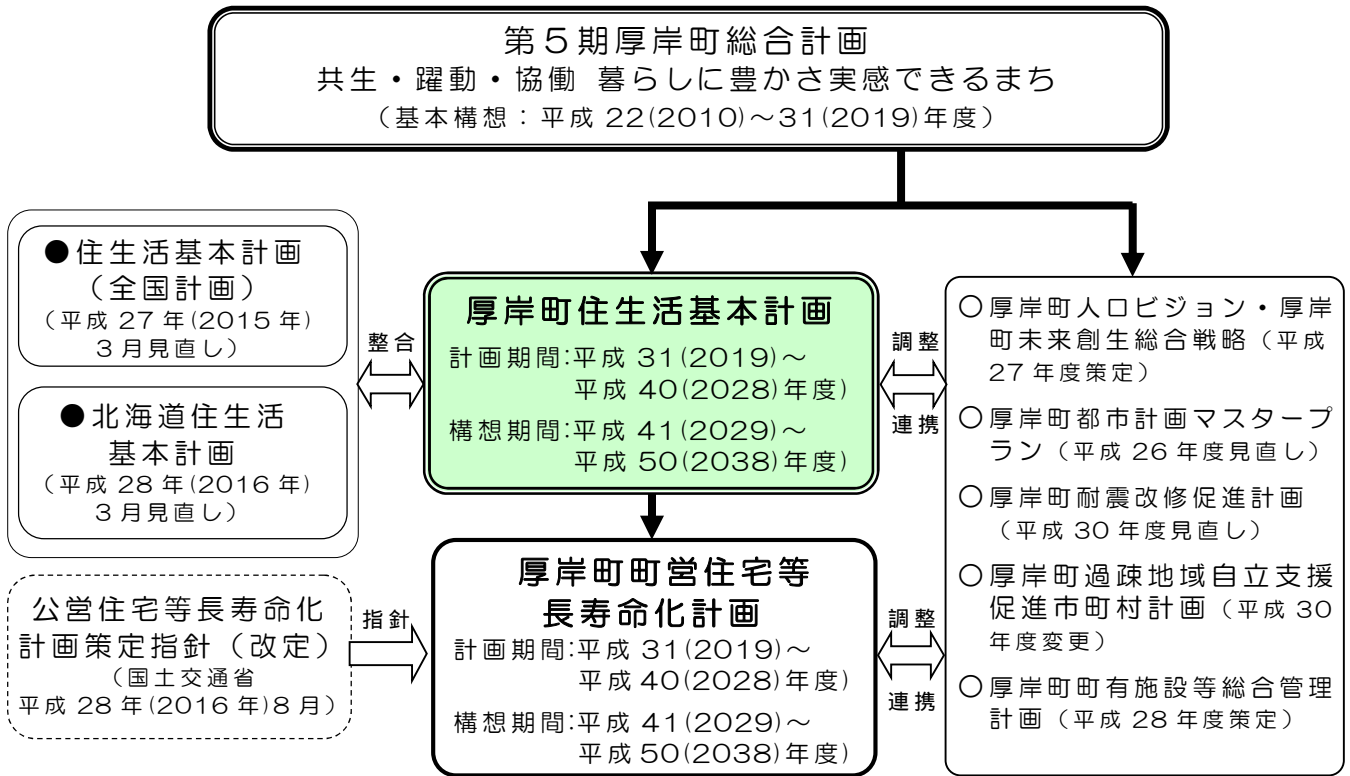 第5期厚岸町総合計画
共生・躍動・協働 暮らしに豊かさ実感できるまち
（基本構想：平成 22(2010)～31(2019)年度）
●住生活基本計画
（全国計画）
（平成 27 年(2015 年)
3月見直し）
●北海道住生活
基本計画
（平成 28 年(2016 年)
3月見直し）
整合
厚岸町住生活基本計画
計画期間:平成 31(2019)～
平成 40(2028)年度）
構想期間:平成 41(2029)～
平成 50(2038)年度）
調整
連携
○厚岸町人口ビジョン・厚岸
町未来創生総合戦略（平成
27 年度策定）
○厚岸町都市計画マスタープ
ラン（平成 26 年度見直し）
○厚岸町耐震改修促進計画
（平成 30 年度見直し）
○厚岸町過疎地域自立支援
促進市町村計画（平成 30
年度変更）
○厚岸町町有施設等総合管理
計画（平成 28 年度策定）
公営住宅等長寿命化
計画策定指針（改定）
（国土交通省
平成 28 年(2016 年)8 月）
指針
厚岸町町営住宅等
長寿命化計画
計画期間:平成 31(2019)～
平成 40(2028)年度）
構想期間:平成 41(2029)～
平成 50(2038)年度）
調整
連携